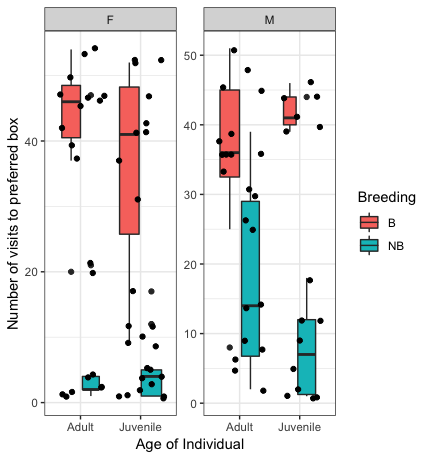 F
M
Number of visits to preferred box
0
20
40
0
10
20
30
40
50
Adult
Juvenile
Adult
Juvenile
Age of Individual
Breeding
B
NB